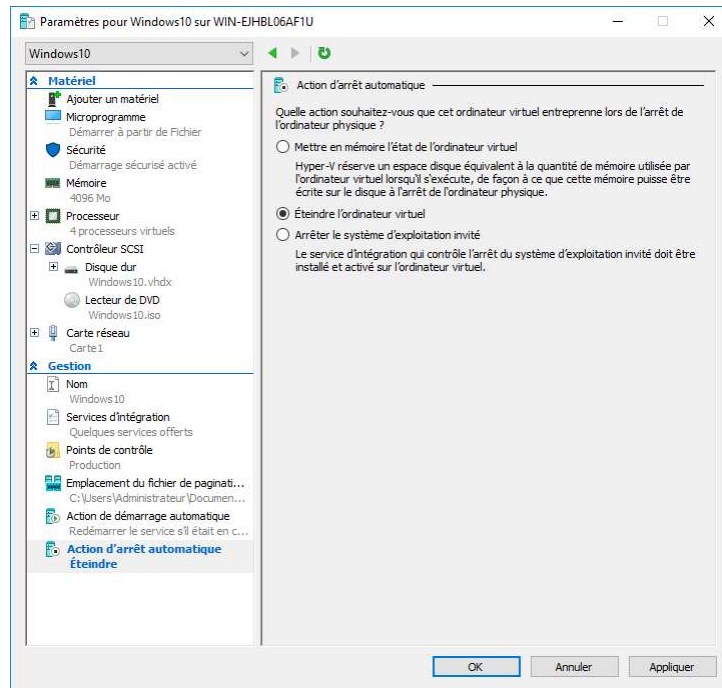 Paramètres pour Windows10 sur WIN-EJHBL06AF1U
Windows10
Matériel
Ajouter un matériel
Microprogramme
Démarrer à partir de Fichier
Sécurité
Démarrage sécurisé activé
Mémoire
4096 Mo
Processeur
4 processeurs virtuels
Contrôleur SCSI
Disque dur
Windows10.vhdx
Lecteur de DVD
Windows10.iso
Carte réseau
Carte1
Gestion
Nom
Windows10
Services d'intégration
Quelques services offerts
Points de contrôle
Production
Emplacement du fichier de paginati...
C:\Users\Administrateur\Documen...
Action de démarrage automatique
Redémarrer le service s'il était en c...
Action d'arrêt automatique
Éteindre
Action d'arrêt automatique
Quelle action souhaitez-vous que cet ordinateur virtuel entreprenne lors de l'arrêt de
l'ordinateur physique ?
Mettre en mémoire l'état de l'ordinateur virtuel
Hyper-V réserve un espace disque équivalent à la quantité de mémoire utilisée par
l'ordinateur virtuel lorsqu'il s'exécute, de façon à ce que cette mémoire puisse être
écrite sur le disque à l'arrêt de l'ordinateur physique.
Éteindre l'ordinateur virtuel
Arrêter le système d'exploitation invité
Le service d'intégration qui contrôle l'arrêt du système d'exploitation invité doit être
installé et activé sur l'ordinateur virtuel.
OK
Annuler
Appliquer